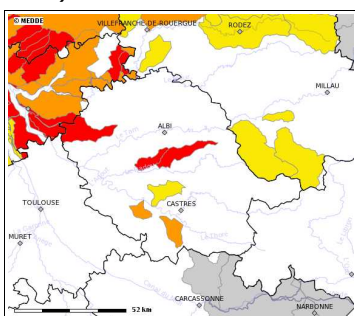 © MEDDE
VILLEFRANCHE-DE-ROUERGUE
RODEZ
MILLAU
ALBI
CASTRES
TOULOUSE
MURET
CARCASSONNE
NARBONNE
52 km